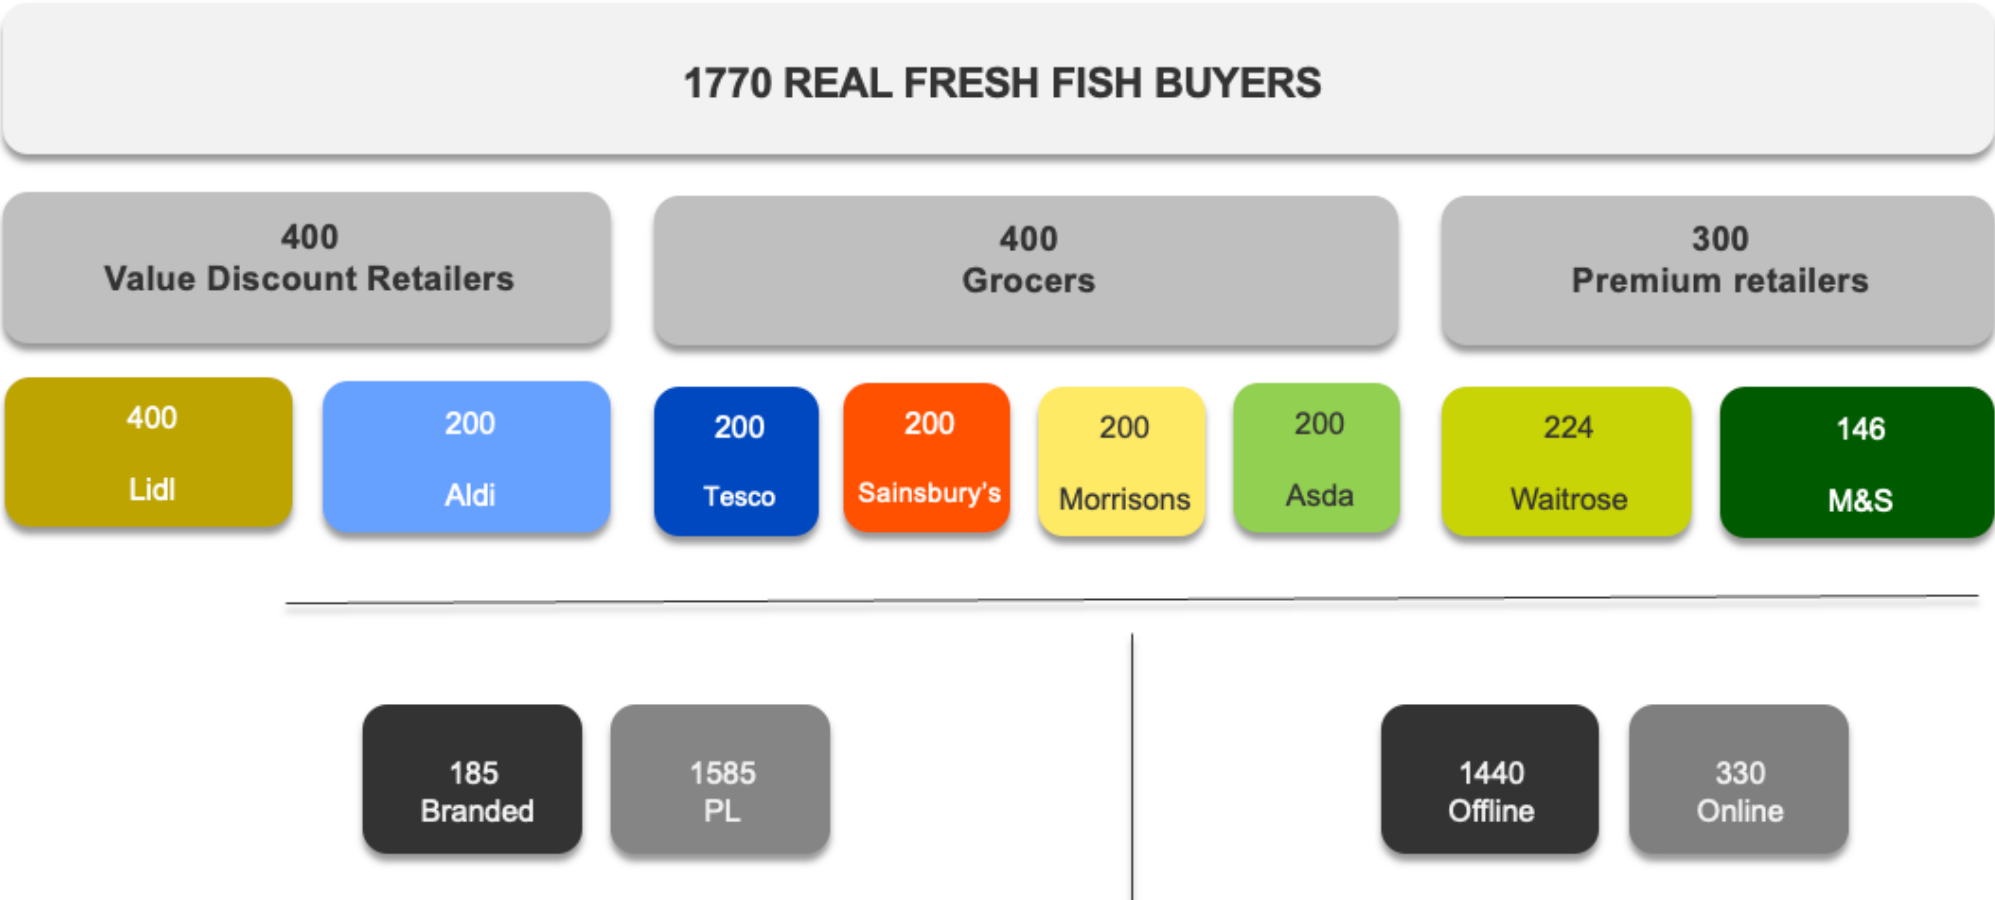 1770 REAL FRESH FISH BUYERS
400
Value Discount Retailers
400
Grocers
300
Premium retailers
400
Lidl
200
Aldi
200
Tesco
200
Sainsbury's
200
Morrisons
200
Asda
224
Waitrose
146
M&S
185
Branded
1585
PL
1440
Offline
330
Online